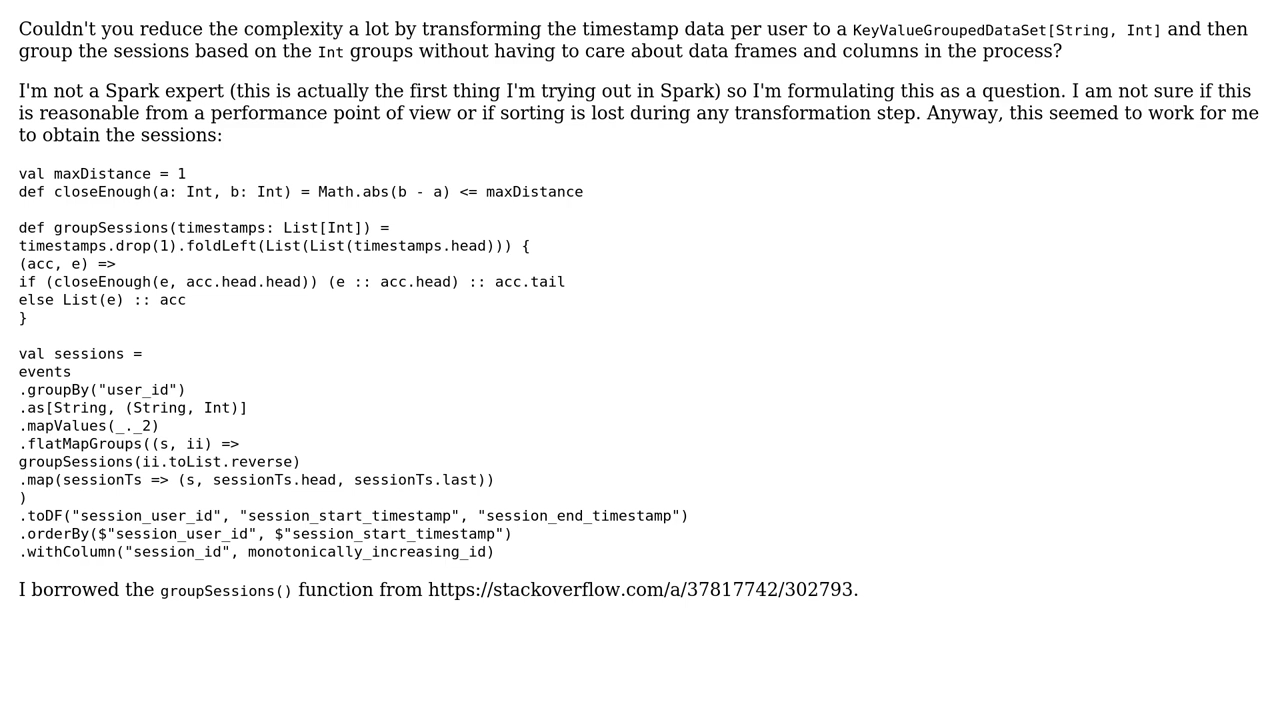 Couldn't you reduce the complexity a lot by transforming the timestamp data per user to a KeyValueGroupedDataSet[String, Int] and then
group the sessions based on the Int groups without having to care about data frames and columns in the process?
I'm not a Spark expert (this is actually the first thing I'm trying out in Spark) so I'm formulating this as a question. I am not sure if this
is reasonable from a performance point of view or if sorting is lost during any transformation step. Anyway, this seemed to work for me
to obtain the sessions:
val maxDistance = 1
def closeEnough(a: Int, b: Int) = Math.abs(b - a) <= maxDistance
def groupSessions(timestamps: List[Int]) =
timestamps.drop(1).foldLeft(List(List(timestamps.head))) {
(acc, e) =>
if (closeEnough(e, acc.head.head)) (e :: acc.head) :: acc.tail
else List(e) :: acc
}
val sessions =
events
.groupBy("user_id")
.as[String, (String, Int)]
.mapValues(_._2)
.flatMapGroups((s, ii) =>
groupSessions(ii.toList.reverse)
.map(sessionTs => (s, sessionTs.head, sessionTs.last))
)
.toDF("session_user_id", "session_start_timestamp", "session_end_timestamp")
.orderBy($"session_user_id", $"session_start_timestamp")
.withColumn("session_id", monotonically_increasing_id)
I borrowed the groupSessions() function from https://stackoverflow.com/a/37817742/302793.